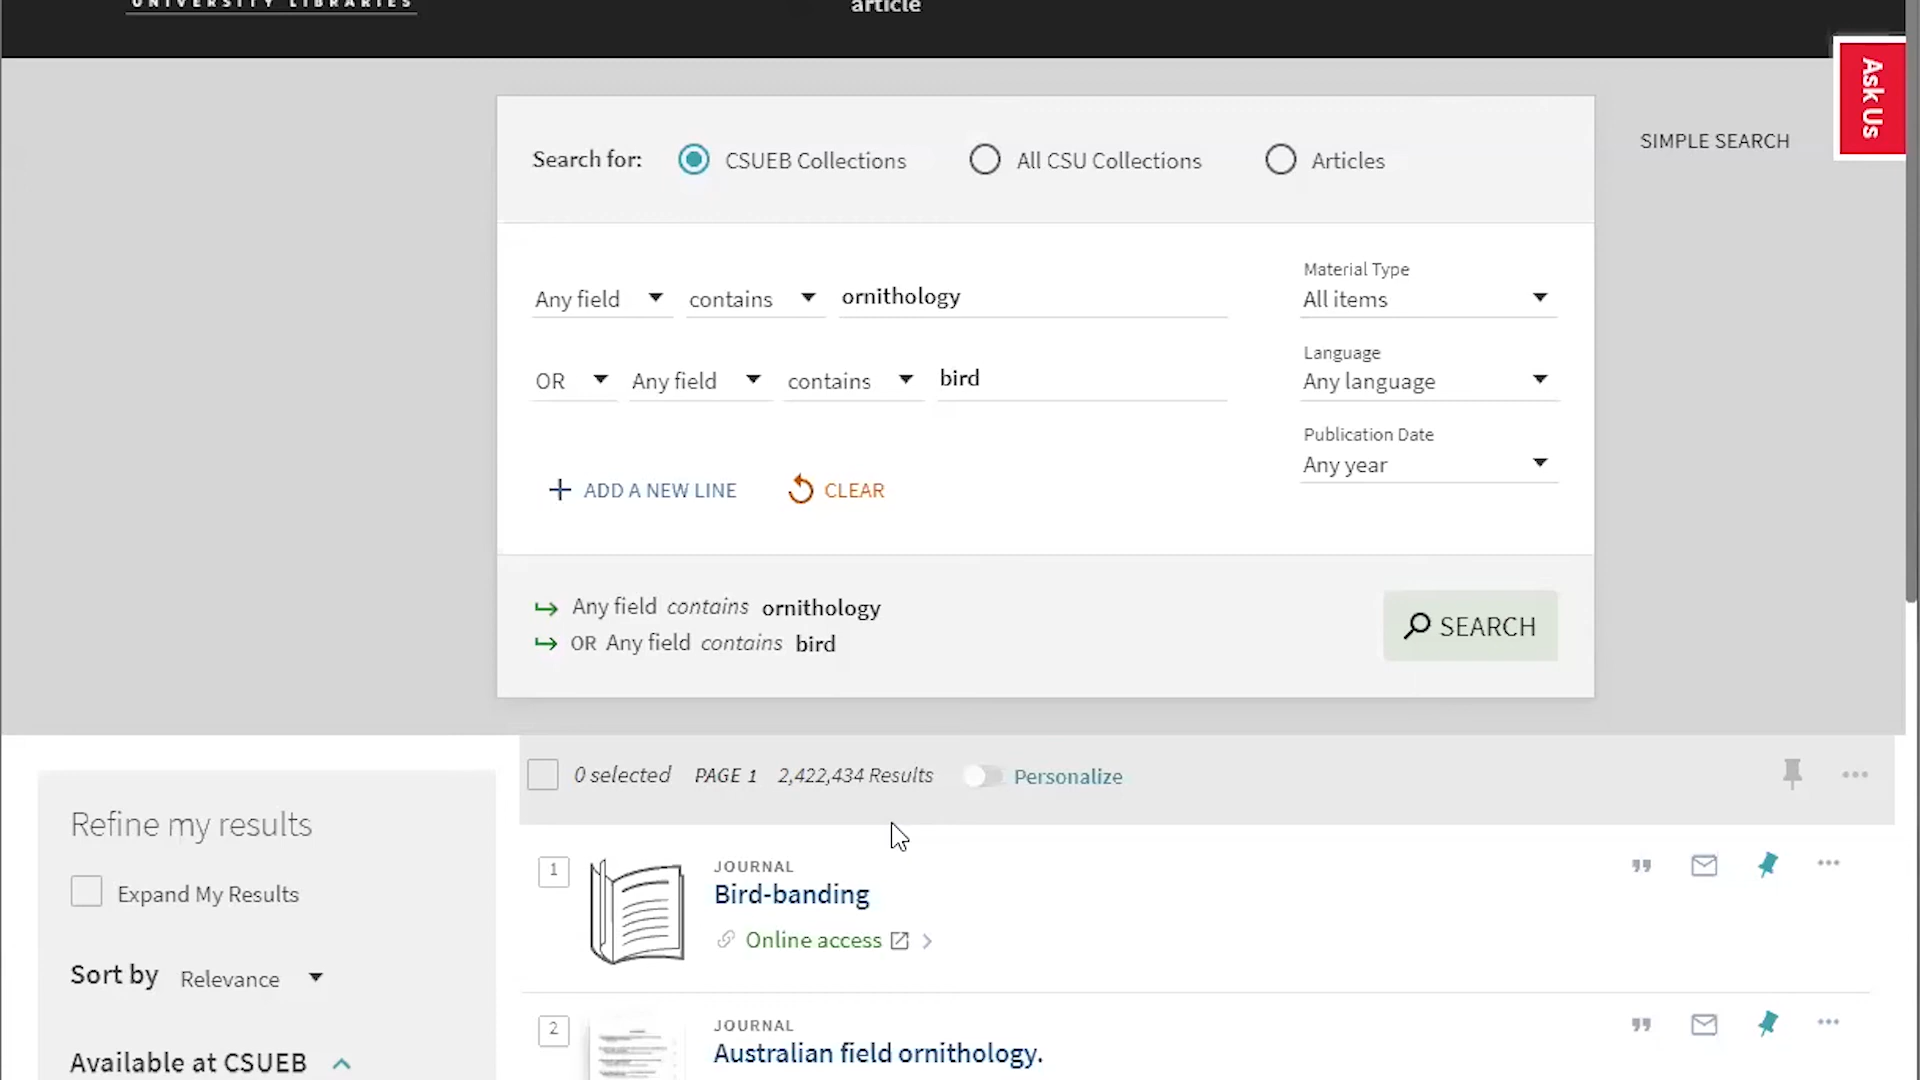 UNIVERSITY LIBRARIES
article
Ask Us
Search for: CSUEB Collections All CSU Collections Articles
SIMPLE SEARCH
Any field contains ornithology
OR Any field contains bird
Material Type
All items
Language
Any language
Publication Date
Any year
ADD A NEW LINE CLEAR
Any field contains ornithology
OR Any field contains bird
SEARCH
0 selected PAGE 1 2,422,434 Results Personalize
Refine my results
Expand My Results
Sort by Relevance
Available at CSUEB
1
JOURNAL
Bird-banding
Online access
2
JOURNAL
Australian field ornithology.